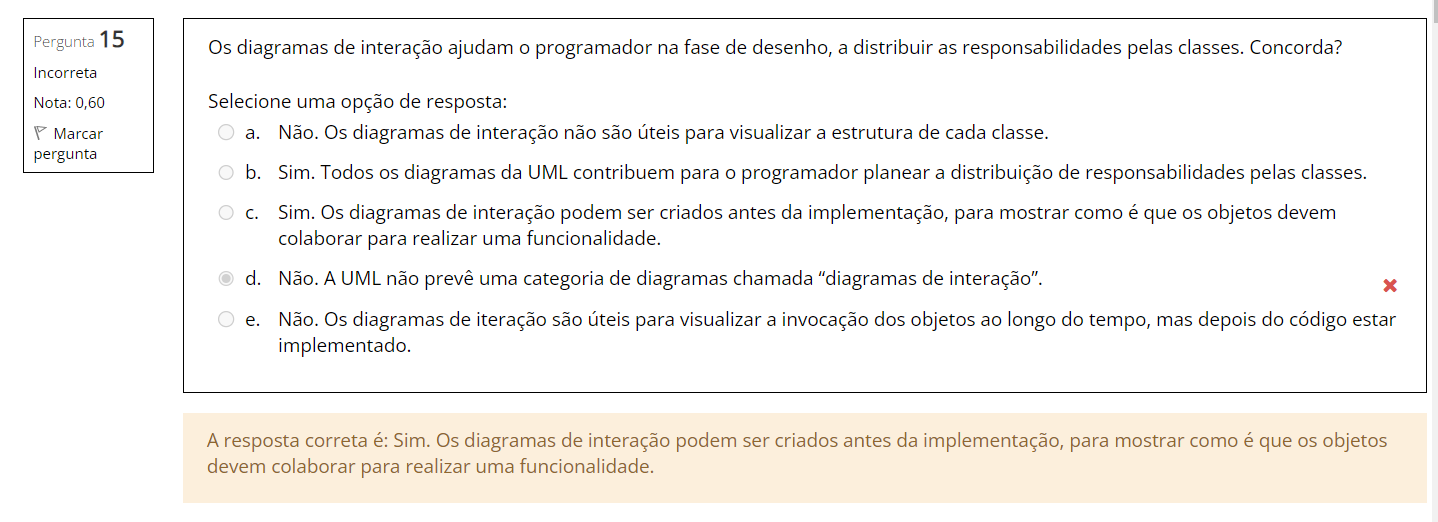 Pergunta 15
Incorreta
Nota: 0,60
Marcar
pergunta
Os diagramas de interação ajudam o programador na fase de desenho, a distribuir as responsabilidades pelas classes. Concorda?
Selecione uma opção de resposta:
a. Não. Os diagramas de interação não são úteis para visualizar a estrutura de cada classe.
b. Sim. Todos os diagramas da UML contribuem para o programador planear a distribuição de responsabilidades pelas classes.
c. Sim. Os diagramas de interação podem ser criados antes da implementação, para mostrar como é que os objetos devem
colaborar para realizar uma funcionalidade.
d. Não. A UML não prevê uma categoria de diagramas chamada “diagramas de interação”.
e. Não. Os diagramas de iteração são úteis para visualizar a invocação dos objetos ao longo do tempo, mas depois do código estar
implementado.
A resposta correta é: Sim. Os diagramas de interação podem ser criados antes da implementação, para mostrar como é que os objetos
devem colaborar para realizar uma funcionalidade.